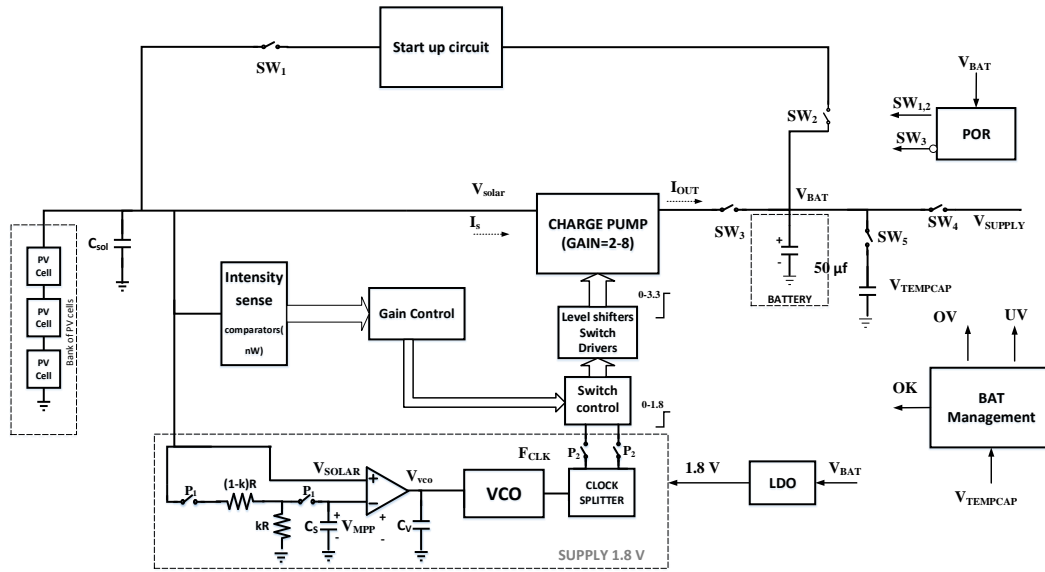 Start up circuit
SW1
SW2
VBAT
SW1,2
SW3
POR
Vsolar
Is
CHARGE PUMP
(GAIN=2-8)
IOUT
SW3
VBAT
SW4
VSUPPLY
SW5
Csol
PV
Cell
PV
Cell
PV
Cell
Bank of PV cells
+
-
50 µf
BATTERY
VTEMPCAP
Intensity
sense
comparators(
nW)
Gain Control
Level shifters
Switch
Drivers
0-3.3
Switch
control
0-1.8
OV
UV
OK
BAT
Management
VTEMPCAP
P2
P2
FCLK
VSOLAR
P1
(1-k)R
P1
kR
CS
+
-
VMPP
+
-
+
−
Vvco
CV
VCO
CLOCK
SPLITTER
SUPPLY 1.8 V
1.8 V
LDO
VBAT